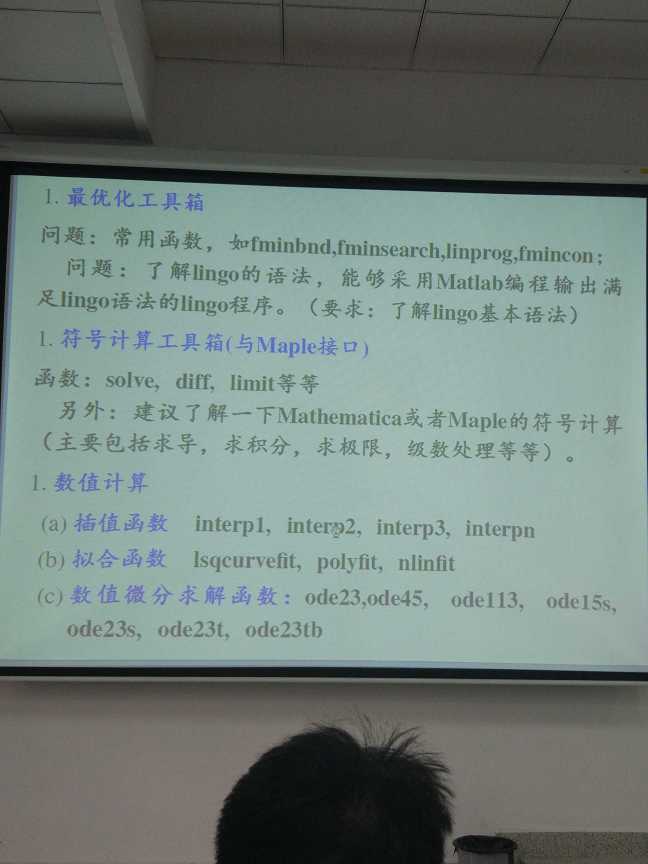 1. 最优化工具箱
问题：常用函数，如fminbnd,fminsearch,linprog,fmincon；
问题：了解lingo的语法，能够采用Matlab编程输出满
足lingo语法的lingo程序。（要求：了解lingo基本语法）
1. 符号计算工具箱(与Maple接口)
函数：solve, diff, limit等等
另外：建议了解一下Mathematica或者Maple的符号计算
（主要包括求导，求积分，求极限，级数处理等等）。
1. 数值计算
(a) 插值函数 interp1, interp2, interp3, interpn
(b) 拟合函数 lsqcurvefit, polyfit, nlinfit
(c) 数值微分求解函数：ode23,ode45, ode113, ode15s,
ode23s, ode23t, ode23tb